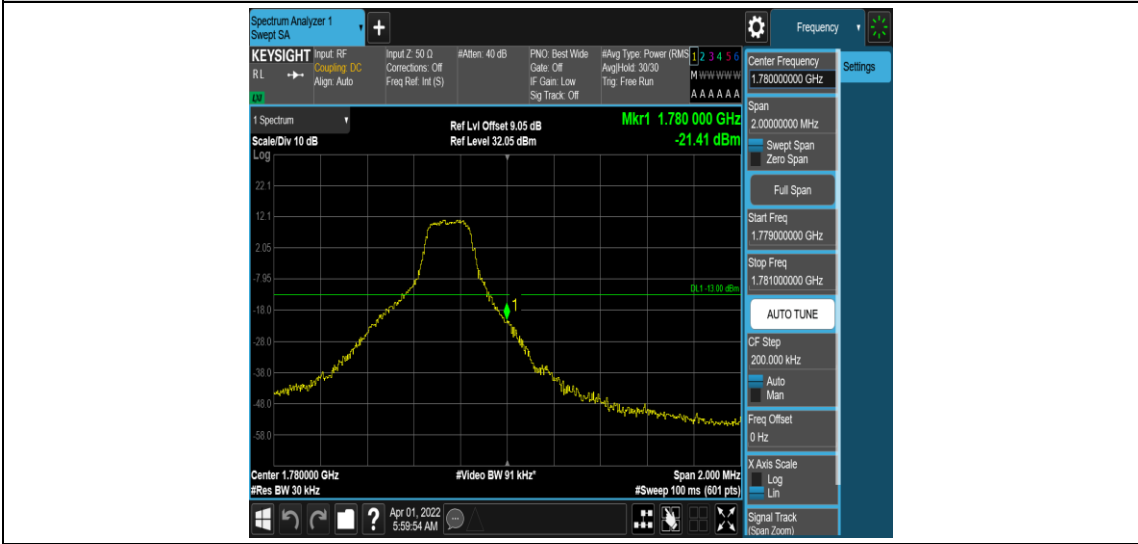 Spectrum Analyzer 1
Swept SA
+
Frequency
KEYSIGHT
RL
LNI
Input: RF
Coupling: DC
Align: Auto
Input Z: 50 Ω
Corrections: Off
Freq Ref: Int (S)
#Atten: 40 dB
PNO: Best Wide
Gate: Off
IF Gain: Low
Sig Track: Off
#Avg Type: Power (RMS
Avg|Hold: 30/30
Trig: Free Run
1 2 3 4 5 6
M W W W W W
A A A A A A
1 Spectrum
Scale/Div 10 dB
Log
Ref Lvl Offset 9.05 dB
Ref Level 32.05 dBm
Mkr1 1.780 000 GHz
-21.41 dBm
22.1
12.1
2.05
-7.95
-18.0
-28.0
-38.0
-48.0
-58.0
DL1 -13.00 dBm
1
Center 1.780000 GHz
#Res BW 30 kHz
#Video BW 91 kHz*
Span 2.000 MHz
#Sweep 100 ms (601 pts)
?
Apr 01, 2022
5:59:54 AM
Center Frequency
1.780000000 GHz
Span
2.00000000 MHz
Swept Span
Zero Span
Full Span
Start Freq
1.779000000 GHz
Stop Freq
1.781000000 GHz
AUTO TUNE
CF Step
200.000 kHz
Auto
Man
Freq Offset
0 Hz
X Axis Scale
Log
Lin
Signal Track
(Span Zoom)
Settings